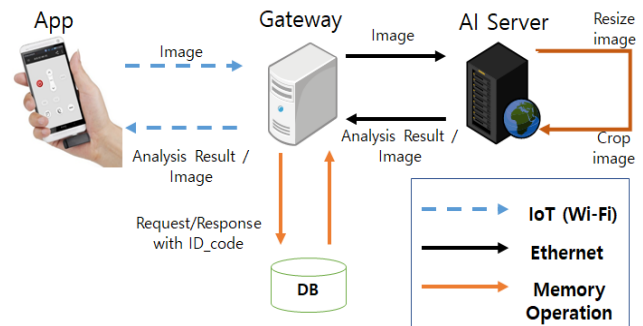 App
Gateway
AI Server
Image
Image
Resize
image
Analysis Result /
Image
Analysis Result /
Image
Crop
image
Request/Response
with ID_code
DB
IoT (Wi-Fi)
Ethernet
Memory
Operation